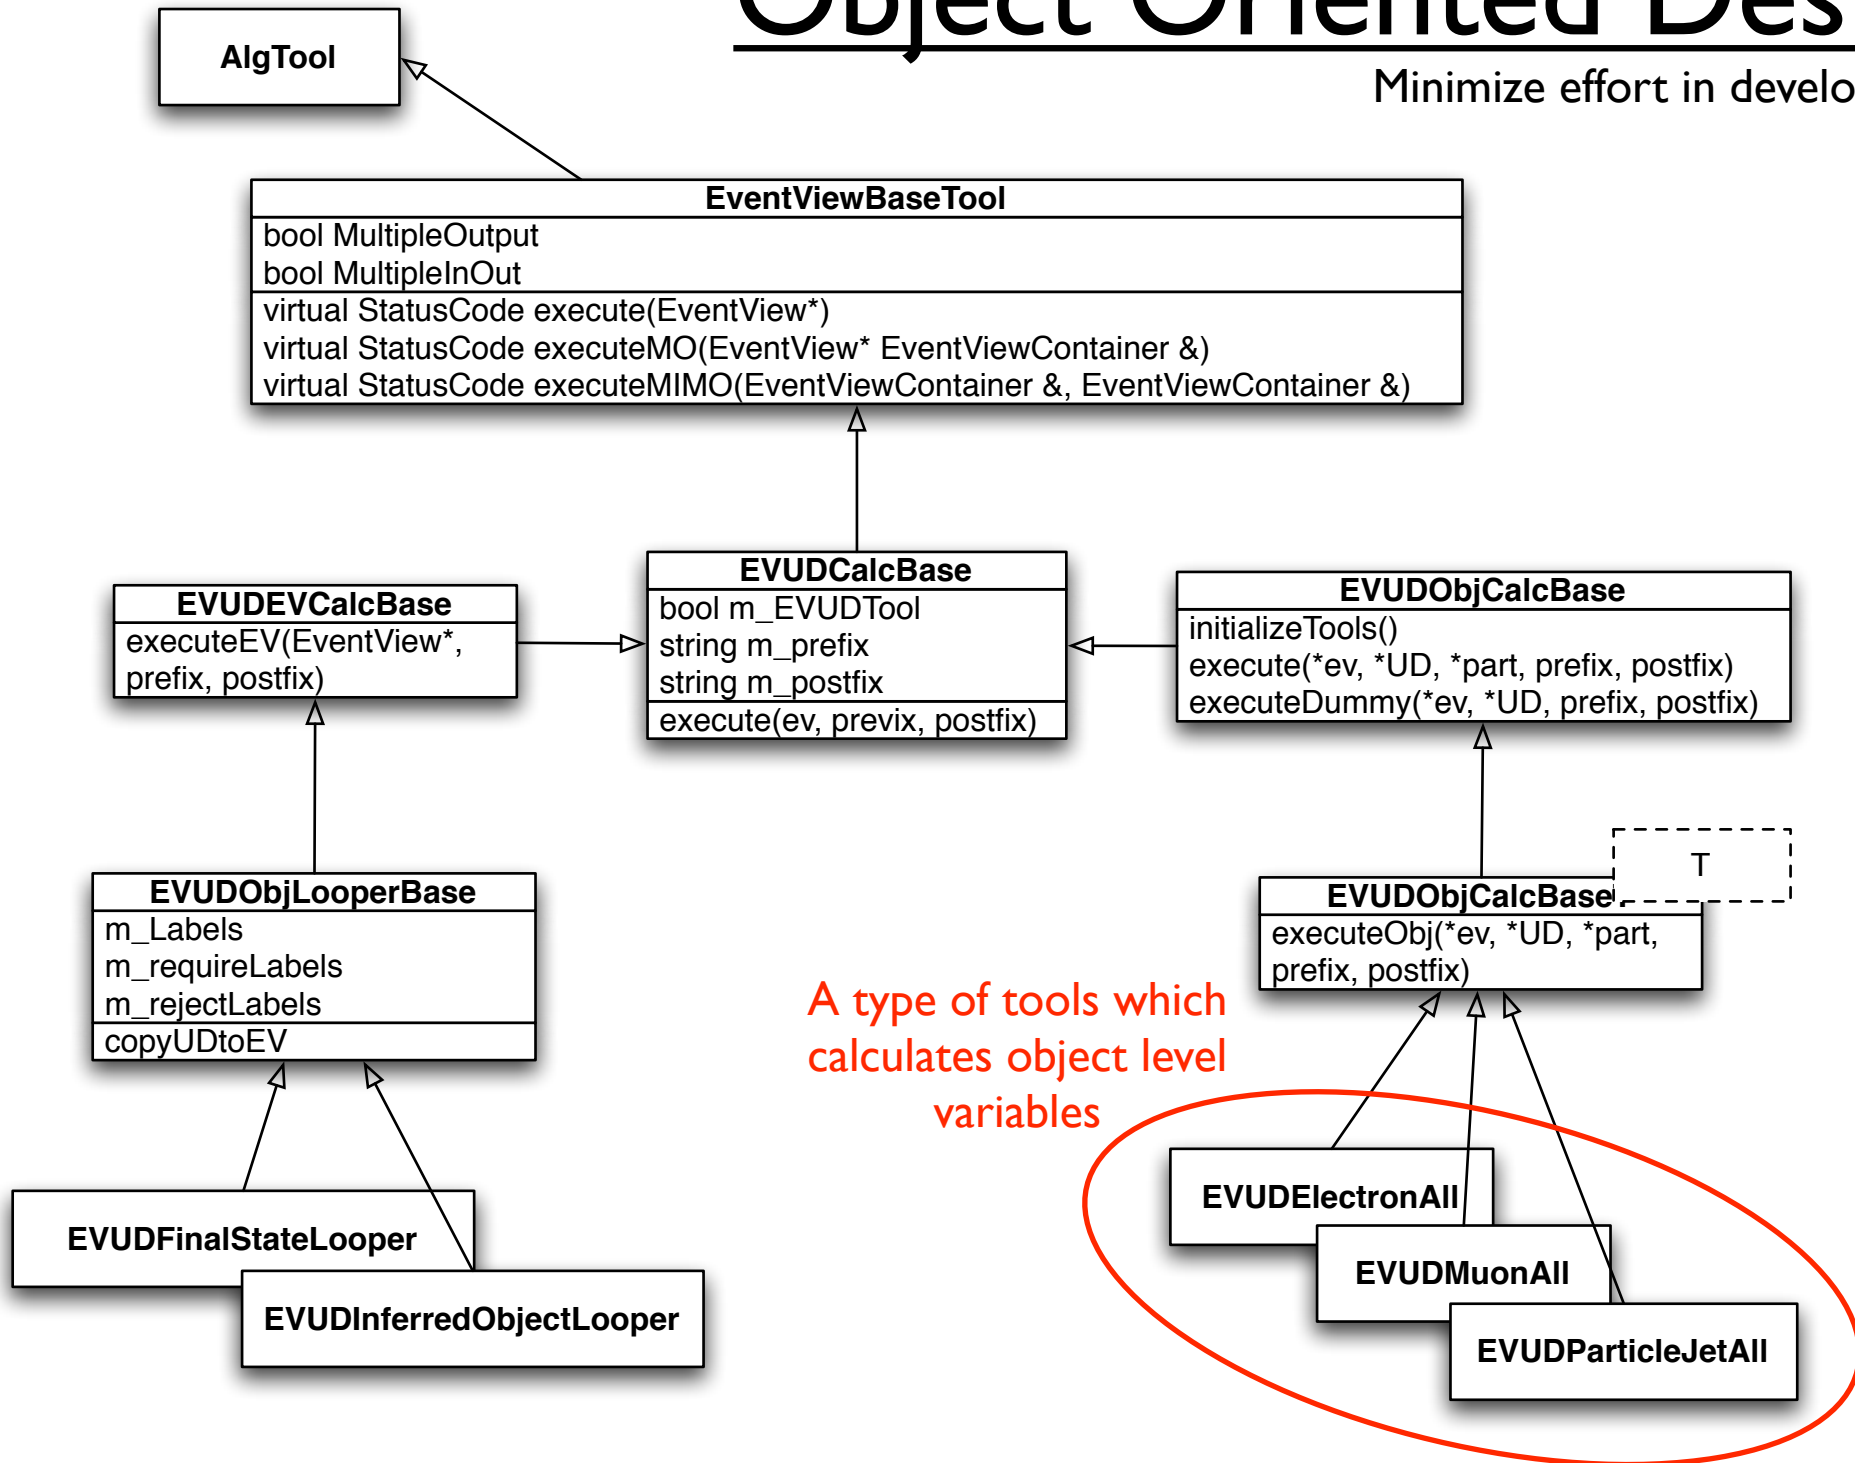 Object Oriented Des
Minimize effort in develo
AlgTool
EventViewBaseTool
bool MultipleOutput
bool MultipleInOut
virtual StatusCode execute(EventView*)
virtual StatusCode executeMO(EventView* EventViewContainer &)
virtual StatusCode executeMIMO(EventViewContainer &, EventViewContainer &)
EVUDEVCalcBase
executeEV(EventView*,
prefix, postfix)
EVUDCalcBase
bool m_EVUDTool
string m_prefix
string m_postfix
execute(ev, previx, postfix)
EVUDObjCalcBase
initializeTools()
execute(*ev, *UD, *part, prefix, postfix)
executeDummy(*ev, *UD, prefix, postfix)
EVUDObjLooperBase
m_Labels
m_requireLabels
m_rejectLabels
copyUDtoEV
T
EVUDObjCalcBase
executeObj(*ev, *UD, *part,
prefix, postfix)
A type of tools which
calculates object level
variables
EVUDFinalStateLooper
EVUDInferredObjectLooper
EVUDElectronAll
EVUDMuonAll
EVUDParticleJetAll